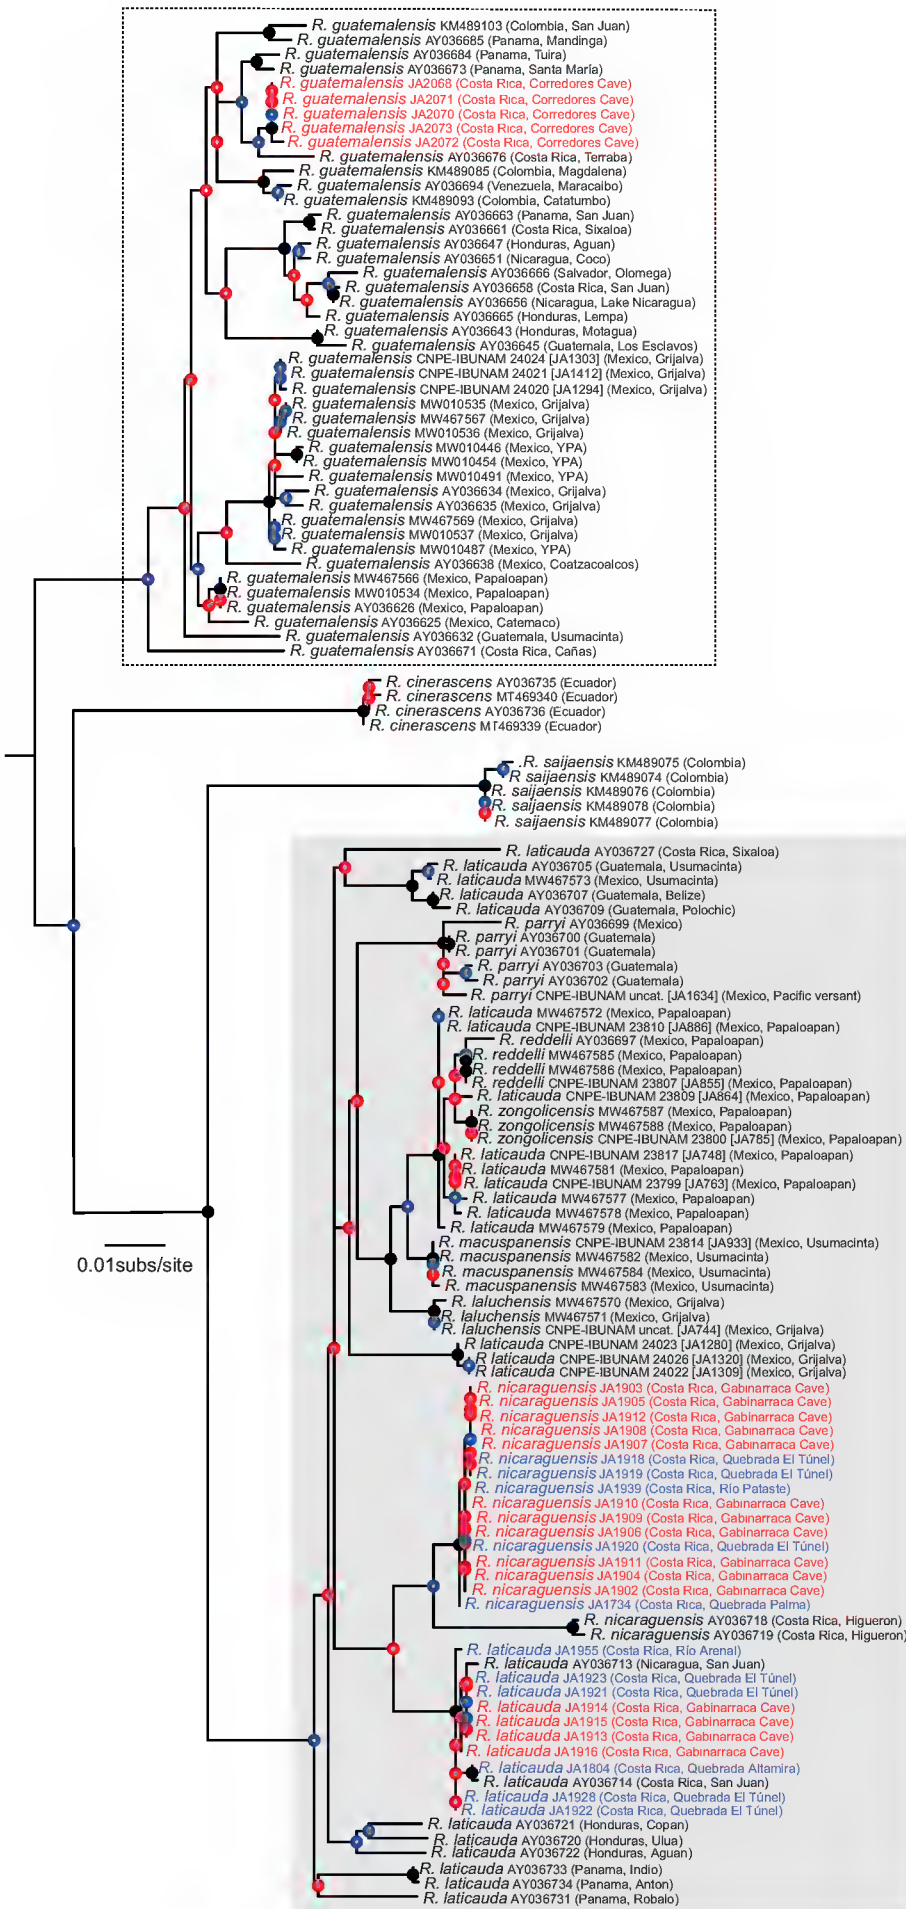 R. guatemalensis KM489103 (Colombia, San Juan)
R. guatemalensis AY036685 (Panama, Mandinga)
R. guatemalensis AY036684 (Panama, Tuira)
R. guatemalensis AY036673 (Panama, Santa María)
R. guatemalensis JA2068 (Costa Rica, Corredores Cave)
R. guatemalensis JA2071 (Costa Rica, Corredores Cave)
R. guatemalensis JA2070 (Costa Rica, Corredores Cave)
R. guatemalensis JA2073 (Costa Rica, Corredores Cave)
R. guatemalensis JA2072 (Costa Rica, Corredores Cave)
R. guatemalensis AY036676 (Costa Rica, Terraba)
R. guatemalensis KM489085 (Colombia, Magdalena)
R. guatemalensis AY036694 (Venezuela, Maracaibo)
R. guatemalensis KM489093 (Colombia, Catatumbo)
R. guatemalensis AY036663 (Panama, San Juan)
R. guatemalensis AY036661 (Costa Rica, Sixaloa)
R. guatemalensis AY036647 (Honduras, Aguan)
R. guatemalensis AY036651 (Nicaragua, Coco)
R. guatemalensis AY036666 (Salvador, Olomega)
R. guatemalensis AY036658 (Costa Rica, San Juan)
R. guatemalensis AY036656 (Nicaragua, Lake Nicaragua)
R. guatemalensis AY036665 (Honduras, Lempa)
R. guatemalensis AY036643 (Honduras, Motagua)
R. guatemalensis AY036645 (Guatemala, Los Esclavos)
R. guatemalensis CNPE-IBUNAM 24024 [JA1303] (Mexico, Grijalva)
R. guatemalensis CNPE-IBUNAM 24021 [JA1412] (Mexico, Grijalva)
R. guatemalensis CNPE-IBUNAM 24020 [JA1294] (Mexico, Grijalva)
R. guatemalensis MW010535 (Mexico, Grijalva)
R. guatemalensis MW467567 (Mexico, Grijalva)
R. guatemalensis MW010536 (Mexico, Grijalva)
R. guatemalensis MW010446 (Mexico, YPA)
R. guatemalensis MW010454 (Mexico, YPA)
R. guatemalensis MW010491 (Mexico, YPA)
R. guatemalensis AY036634 (Mexico, Grijalva)
R. guatemalensis AY036635 (Mexico, Grijalva)
R. guatemalensis MW467569 (Mexico, Grijalva)
R. guatemalensis MW010537 (Mexico, Grijalva)
R. guatemalensis MW010487 (Mexico, YPA)
R. guatemalensis AY036638 (Mexico, Coatzacoalcos)
R. guatemalensis MW467566 (Mexico, Papaloapan)
R. guatemalensis MW010534 (Mexico, Papaloapan)
R. guatemalensis AY036626 (Mexico, Papaloapan)
R. guatemalensis AY036625 (Mexico, Catemaco)
R. guatemalensis AY036632 (Guatemala, Usumacinta)
R. guatemalensis AY036671 (Costa Rica, Cañas)
R. cinerascens AY036735 (Ecuador)
R. cinerascens MT469340 (Ecuador)
R. cinerascens AY036736 (Ecuador)
R. cinerascens MT469339 (Ecuador)
.R. saijaensis KM489075 (Colombia)
R saijaensis KM489074 (Colombia)
R. saijaensis KM489076 (Colombia)
R. saijaensis KM489078 (Colombia)
R. saijaensis KM489077 (Colombia)
R. laticauda AY036727 (Costa Rica, Sixaloa)
R. laticauda AY036705 (Guatemala, Usumacinta)
R. laticauda MW467573 (Mexico, Usumacinta)
R. laticauda AY036707 (Guatemala, Belize)
R. laticauda AY036709 (Guatemala, Polochic)
R. parryi AY036699 (Mexico)
R. parryi AY036700 (Guatemala)
R. parryi AY036701 (Guatemala)
R. parryi AY036703 (Guatemala)
R. parryi AY036702 (Guatemala)
R. parryi CNPE-IBUNAM uncat. [JA1634] (Mexico, Pacific versant)
R. laticauda MW467572 (Mexico, Papaloapan)
R. laticauda CNPE-IBUNAM 23810 [JA886] (Mexico, Papaloapan)
R. reddelli AY036697 (Mexico, Papaloapan)
R. reddelli MW467585 (Mexico, Papaloapan)
R. reddelli MW467586 (Mexico, Papaloapan)
R. reddelli CNPE-IBUNAM 23807 [JA855] (Mexico, Papaloapan)
R. laticauda CNPE-IBUNAM 23809 [JA864] (Mexico, Papaloapan)
R. zongolicensis MW467587 (Mexico, Papaloapan)
R. zongolicensis MW467588 (Mexico, Papaloapan)
R. zongolicensis CNPE-IBUNAM 23800 [JA785] (Mexico, Papaloapan)
R. laticauda CNPE-IBUNAM 23817 [JA748] (Mexico, Papaloapan)
R. laticauda MW467581 (Mexico, Papaloapan)
R. laticauda CNPE-IBUNAM 23799 [JA763] (Mexico, Papaloapan)
R. laticauda MW467577 (Mexico, Papaloapan)
R. laticauda MW467578 (Mexico, Papaloapan)
R. laticauda MW467579 (Mexico, Papaloapan)
R. macuspanensis CNPE-IBUNAM 23814 [JA933] (Mexico, Usumacinta)
R. macuspanensis MW467582 (Mexico, Usumacinta)
R. macuspanensis MW467584 (Mexico, Usumacinta)
R. macuspanensis MW467583 (Mexico, Usumacinta)
0.01subs/site
R. laluchensis MW467570 (Mexico, Grijalva)
R. laluchensis MW467571 (Mexico, Grijalva)
R. laluchensis CNPE-IBUNAM uncat. [JA744] (Mexico, Grijalva)
R laticauda CNPE-IBUNAM 24023 [JA1280] (Mexico, Grijalva)
R laticauda CNPE-IBUNAM 24026 [JA1320] (Mexico, Grijalva)
R laticauda CNPE-IBUNAM 24022 [JA1309] (Mexico, Grijalva)
R. nicaraguensis JA1903 (Costa Rica, Gabinarraca Cave)
R. nicaraguensis JA1905 (Costa Rica, Gabinarraca Cave)
R. nicaraguensis JA1912 (Costa Rica, Gabinarraca Cave)
R. nicaraguensis JA1908 (Costa Rica, Gabinarraca Cave)
R. nicaraguensis JA1907 (Costa Rica, Gabinarraca Cave)
R. nicaraguensis JA1918 (Costa Rica, Quebrada El Túnel)
R. nicaraguensis JA1919 (Costa Rica, Quebrada El Túnel)
R. nicaraguensis JA1939 (Costa Rica, Río Pataste)
R. nicaraguensis JA1910 (Costa Rica, Gabinarraca Cave)
R. nicaraguensis JA1909 (Costa Rica, Gabinarraca Cave)
R. nicaraguensis JA1906 (Costa Rica, Gabinarraca Cave)
R. nicaraguensis JA1920 (Costa Rica, Quebrada El Túnel)
R. nicaraguensis JA1911 (Costa Rica, Gabinarraca Cave)
R. nicaraguensis JA1904 (Costa Rica, Gabinarraca Cave)
R. nicaraguensis JA1902 (Costa Rica, Gabinarraca Cave)
R. nicaraguensis JA1734 (Costa Rica, Quebrada Palma)
R. nicaraguensis AY036718 (Costa Rica, Higueron)
R. nicaraguensis AY036719 (Costa Rica, Higueron)
R. laticauda JA1955 (Costa Rica, Río Arenal)
R. laticauda AY036713 (Nicaragua, San Juan)
R. laticauda JA1923 (Costa Rica, Quebrada El Túnel)
R. laticauda JA1921 (Costa Rica, Quebrada El Túnel)
R. laticauda JA1914 (Costa Rica, Gabinarraca Cave)
R. laticauda JA1915 (Costa Rica, Gabinarraca Cave)
R. laticauda JA1913 (Costa Rica, Gabinarraca Cave)
R. laticauda JA1916 (Costa Rica, Gabinarraca Cave)
R. laticauda JA1804 (Costa Rica, Quebrada Altamira)
R. laticauda AY036714 (Costa Rica, San Juan)
R. laticauda JA1928 (Costa Rica, Quebrada El Túnel)
R. laticauda JA1922 (Costa Rica, Quebrada El Túnel)
R. laticauda AY036721 (Honduras, Copan)
R. laticauda AY036720 (Honduras, Ulua)
R. laticauda AY036722 (Honduras, Aguan)
R. laticauda AY036733 (Panama, Indio)
R. laticauda AY036734 (Panama, Anton)
R. laticauda AY036731 (Panama, Robalo)